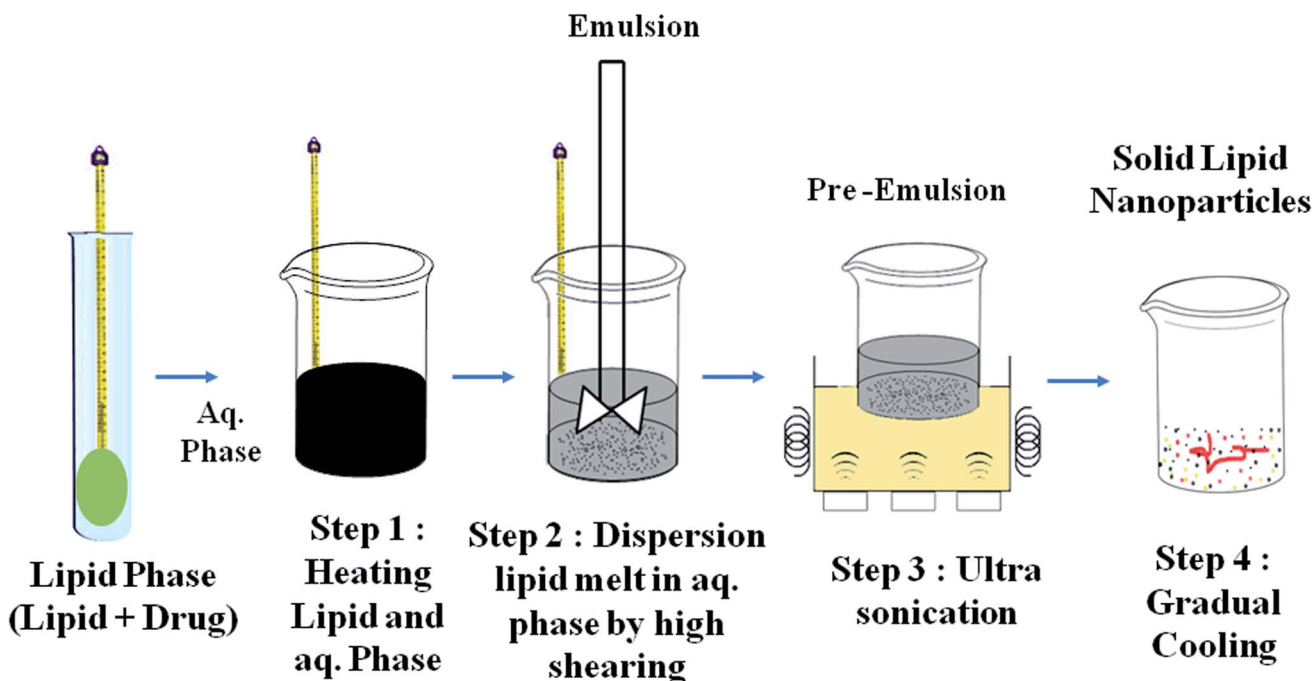 Emulsion
Pre -Emulsion
Solid Lipid
Nanoparticles
Aq.
Phase
Lipid Phase
(Lipid + Drug)
Step 1 :
Heating
Lipid and
aq. Phase
Step 2 : Dispersion
lipid melt in aq.
phase by high
shearing
Step 3 : Ultra
sonication
Step 4 :
Gradual
Cooling